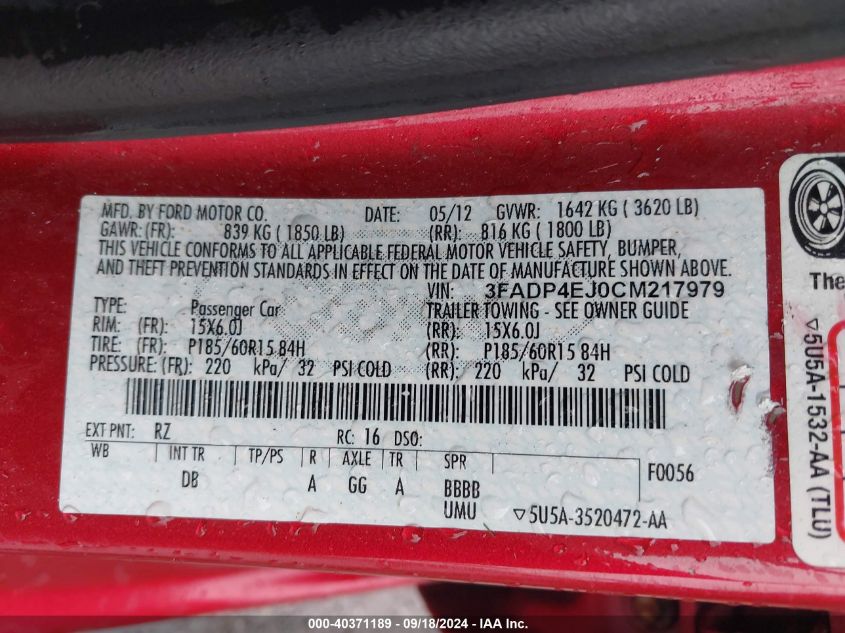 MFD. BY FORD MOTOR CO. DATE: 05/12 GVWR: 1642 KG ( 3620 LB)
GAWR: (FR): 839 KG ( 1850 LB) (RR): 816 KG ( 1800 LB)
THIS VEHICLE CONFORMS TO ALL APPLICABLE FEDERAL MOTOR VEHICLE SAFETY, BUMPER,
AND THEFT PREVENTION STANDARDS IN EFFECT ON THE DATE OF MANUFACTURE SHOWN ABOVE.
VIN: 3FADP4EJ0CM217979
TYPE: Passenger Car TRAILER TOWING - SEE OWNER GUIDE
RIM: (FR): 15X6.0J (RR): 15X6.0J
TIRE: (FR): P185/60R15 84H (RR): P185/60R15 84H
PRESSURE: (FR): 220 kPa/ 32 PSI COLD (RR): 220 kPa/ 32 PSI COLD
EXT PNT: RZ RC: 16 DSO:
WB INT TR TP/PS R AXLE TR SPR F0056
DB A GG A BBBB
UMU ▽5U5A-3520472-AA
The
▽5U5A-1532-AA (TLU)
000-40371189 - 09/18/2024 - IAA Inc.